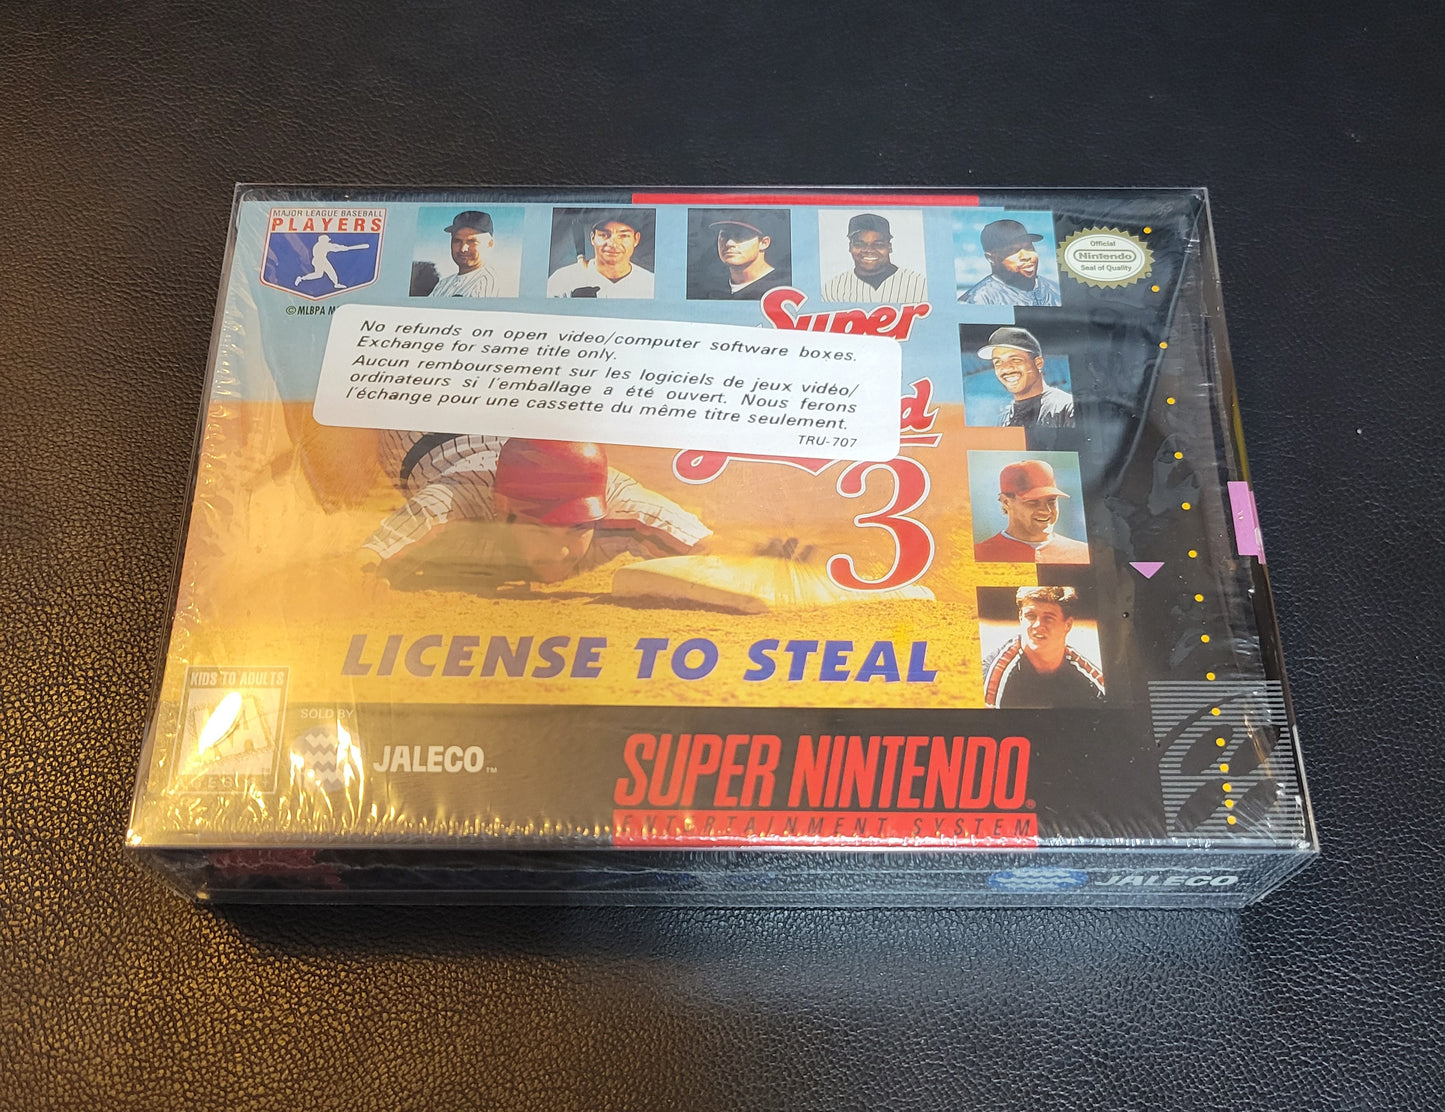 MAJOR LEAGUE BASEBALL
PLAYERS
©MLBPA M
Official
Nintendo
Seal of Quality
Super
No refunds on open video/computer software boxes.
Exchange for same title only.
Aucun remboursement sur les logiciels de jeux vidéo/
ordinateurs si l'emballage a été ouvert. Nous ferons
l'échange pour une cassette du même titre seulement.
TRU-707
d
3
LICENSE TO STEAL
KIDS TO ADULTS
KA
SOLD BY
JALECO™
SUPER NINTENDO®
ENTERTAINMENT SYSTEM
JALECO